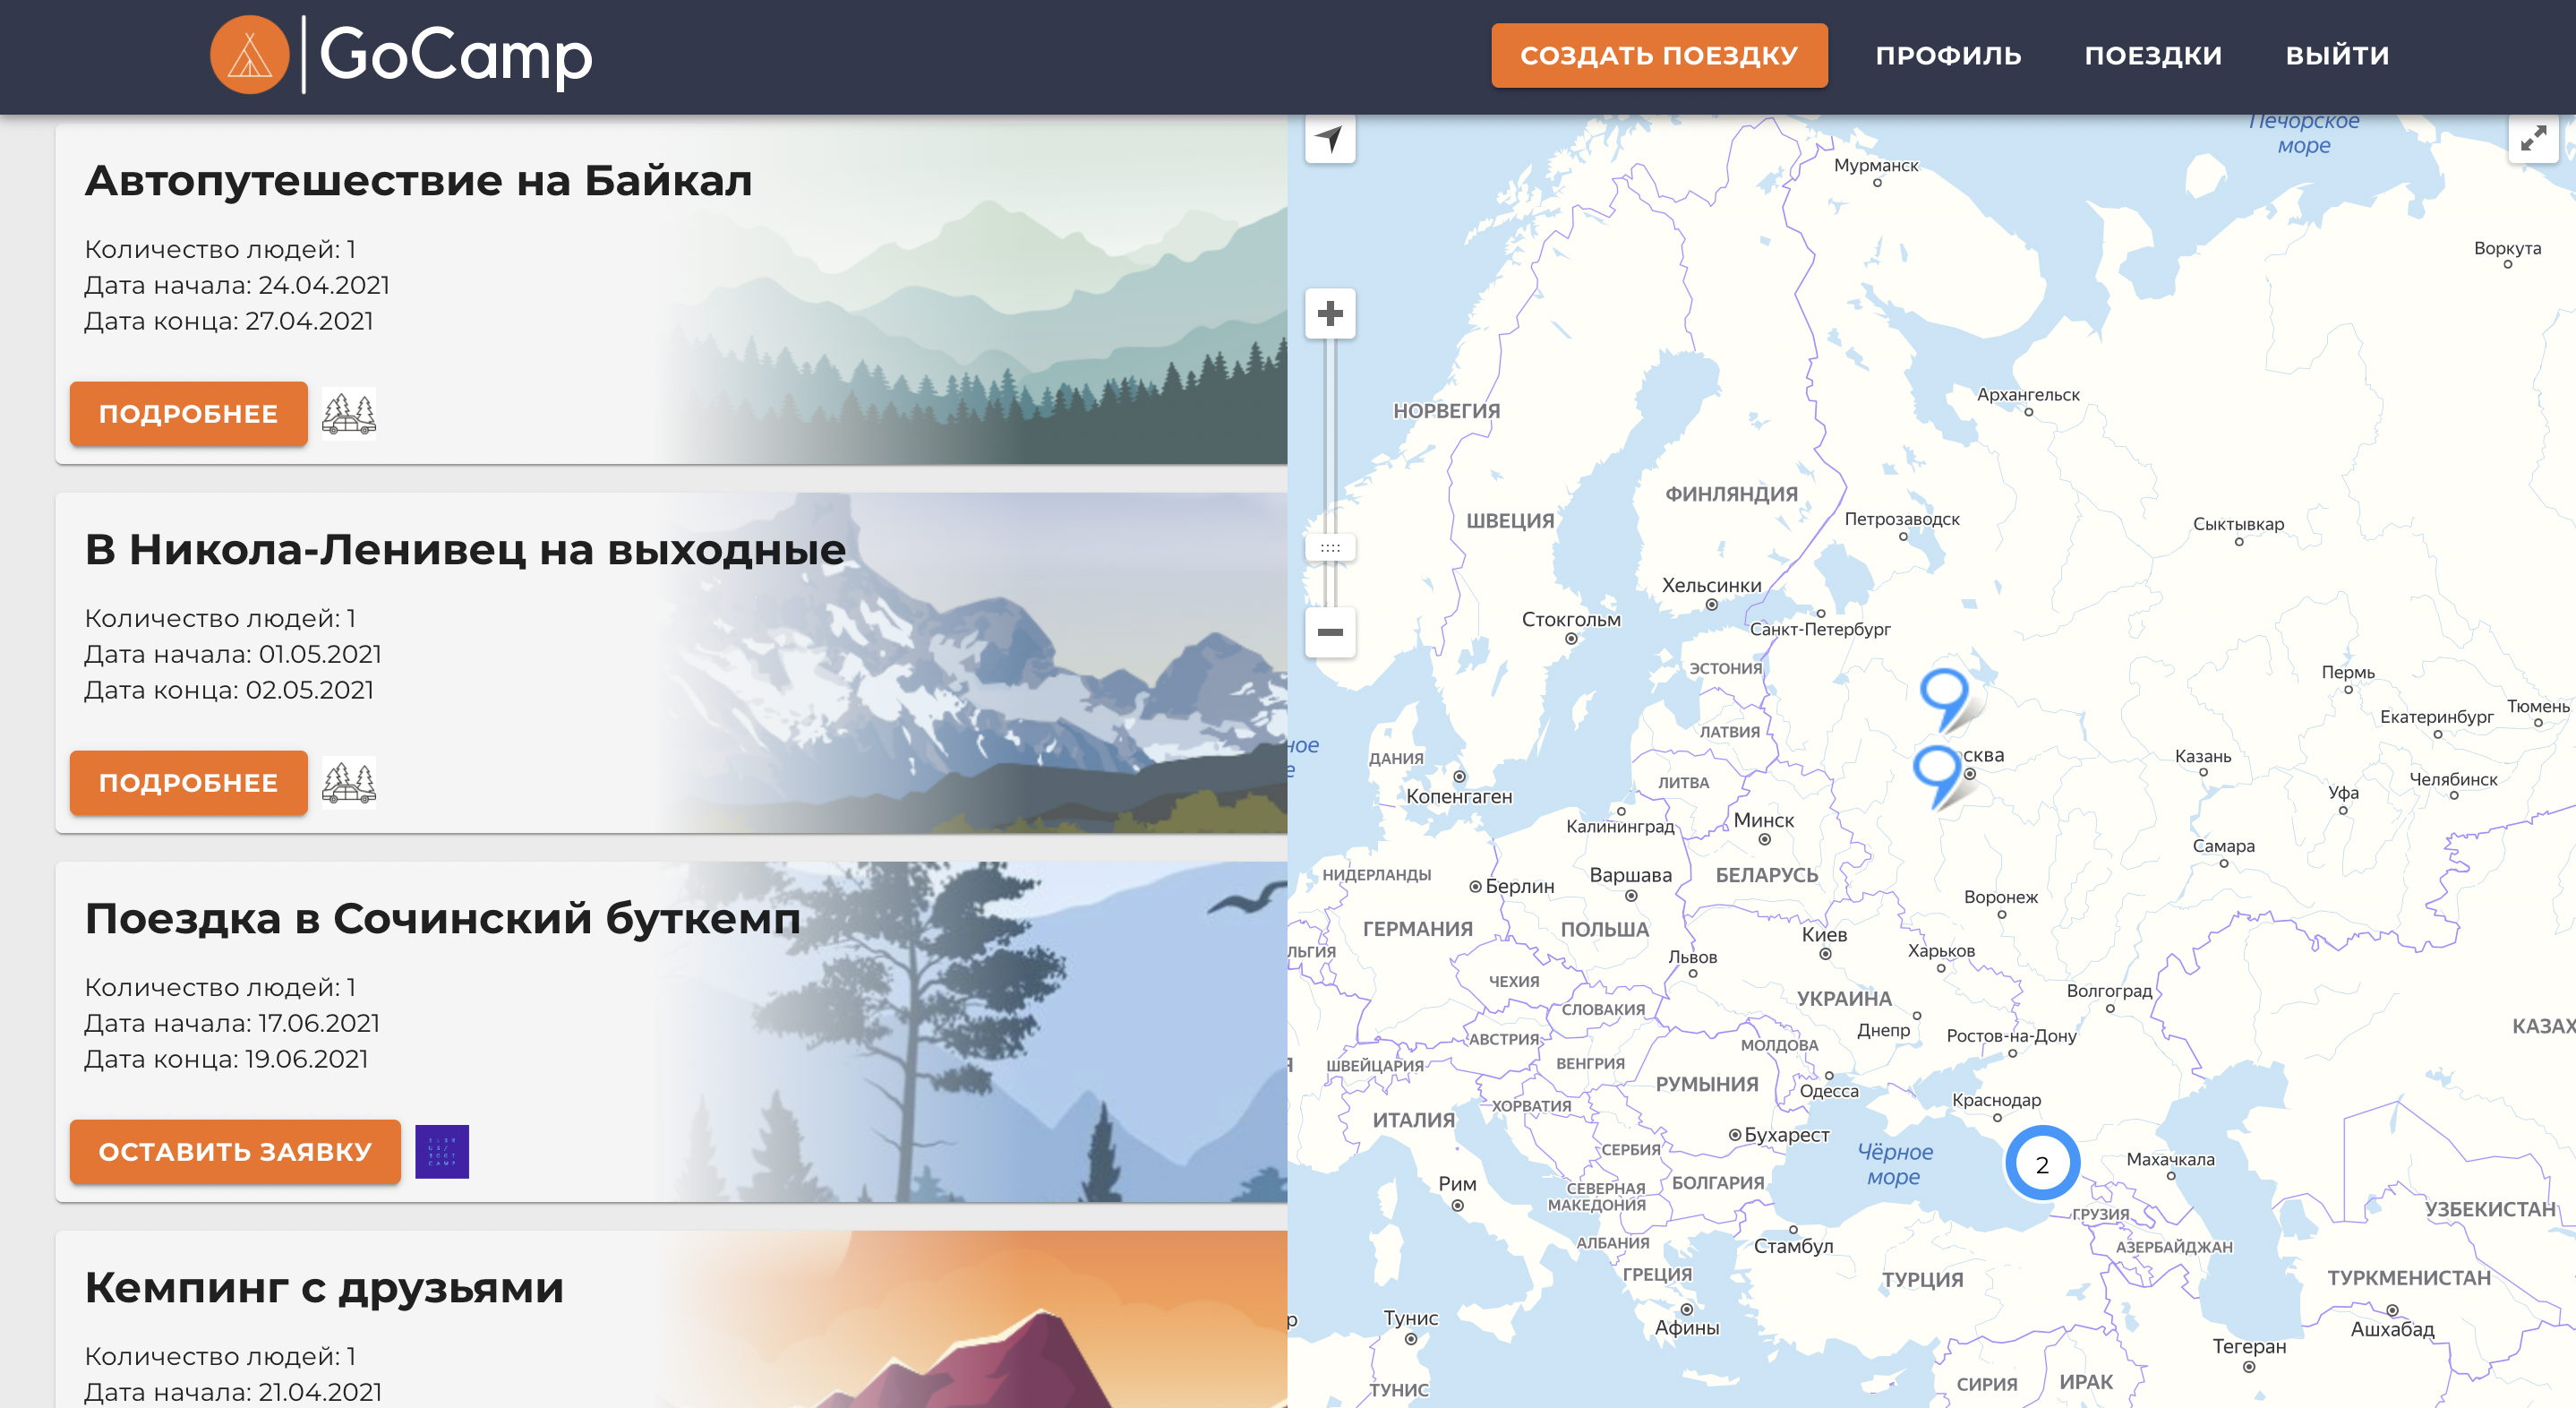 GoCamp
СОЗДАТЬ ПОЕЗДКУ
ПРОФИЛЬ
ПОЕЗДКИ
ВЫЙТИ
Автопутешествие на Байкал
Количество людей: 1
Дата начала: 24.04.2021
Дата конца: 27.04.2021
ПОДРОБНЕЕ
В Никола-Ленивец на выходные
Количество людей: 1
Дата начала: 01.05.2021
Дата конца: 02.05.2021
ПОДРОБНЕЕ
Поездка в Сочинский буткемп
Количество людей: 1
Дата начала: 17.06.2021
Дата конца: 19.06.2021
ОСТАВИТЬ ЗАЯВКУ
Кемпинг с друзьями
Количество людей: 1
Дата начала: 21.04.2021
Печорское
море
Мурманск
Воркута
Архангельск
НОРВЕГИЯ
ФИНЛЯНДИЯ
ШВЕЦИЯ
Петрозаводск
Сыктывкар
Хельсинки
Стокгольм
Санкт-Петербург
ЭСТОНИЯ
Пермь
Тюмень
Екатеринбург
ЛАТВИЯ
ное
е
ДАНИЯ
сква
Казань
Челябинск
ЛИТВА
Уфа
Копенгаген
Калининград
Минск
Самара
НИДЕРЛАНДЫ
Берлин
Варшава
БЕЛАРУСЬ
Воронеж
ГЕРМАНИЯ
ПОЛЬША
Киев
Харьков
ЛЬГИЯ
Львов
ЧЕХИЯ
УКРАИНА
Волгоград
СЛОВАКИЯ
КАЗАХ
Днепр
Ростов-на-Дону
АВСТРИЯ
МОЛДОВА
Я
ШВЕЙЦАРИЯ
ВЕНГРИЯ
РУМЫНИЯ
Одесса
Краснодар
ХОРВАТИЯ
ИТАЛИЯ
Бухарест
СЕРБИЯ
Чёрное
море
2
Махачкала
Рим
БОЛГАРИЯ
СЕВЕРНАЯ
МАКЕДОНИЯ
ГРУЗИЯ
УЗБЕКИСТАН
АЛБАНИЯ
Стамбул
АЗЕРБАЙДЖАН
ГРЕЦИЯ
ТУРЦИЯ
ТУРКМЕНИСТАН
р
Тунис
Афины
Ашхабад
Тегеран
ТУНИС
СИРИЯ
ИРАК